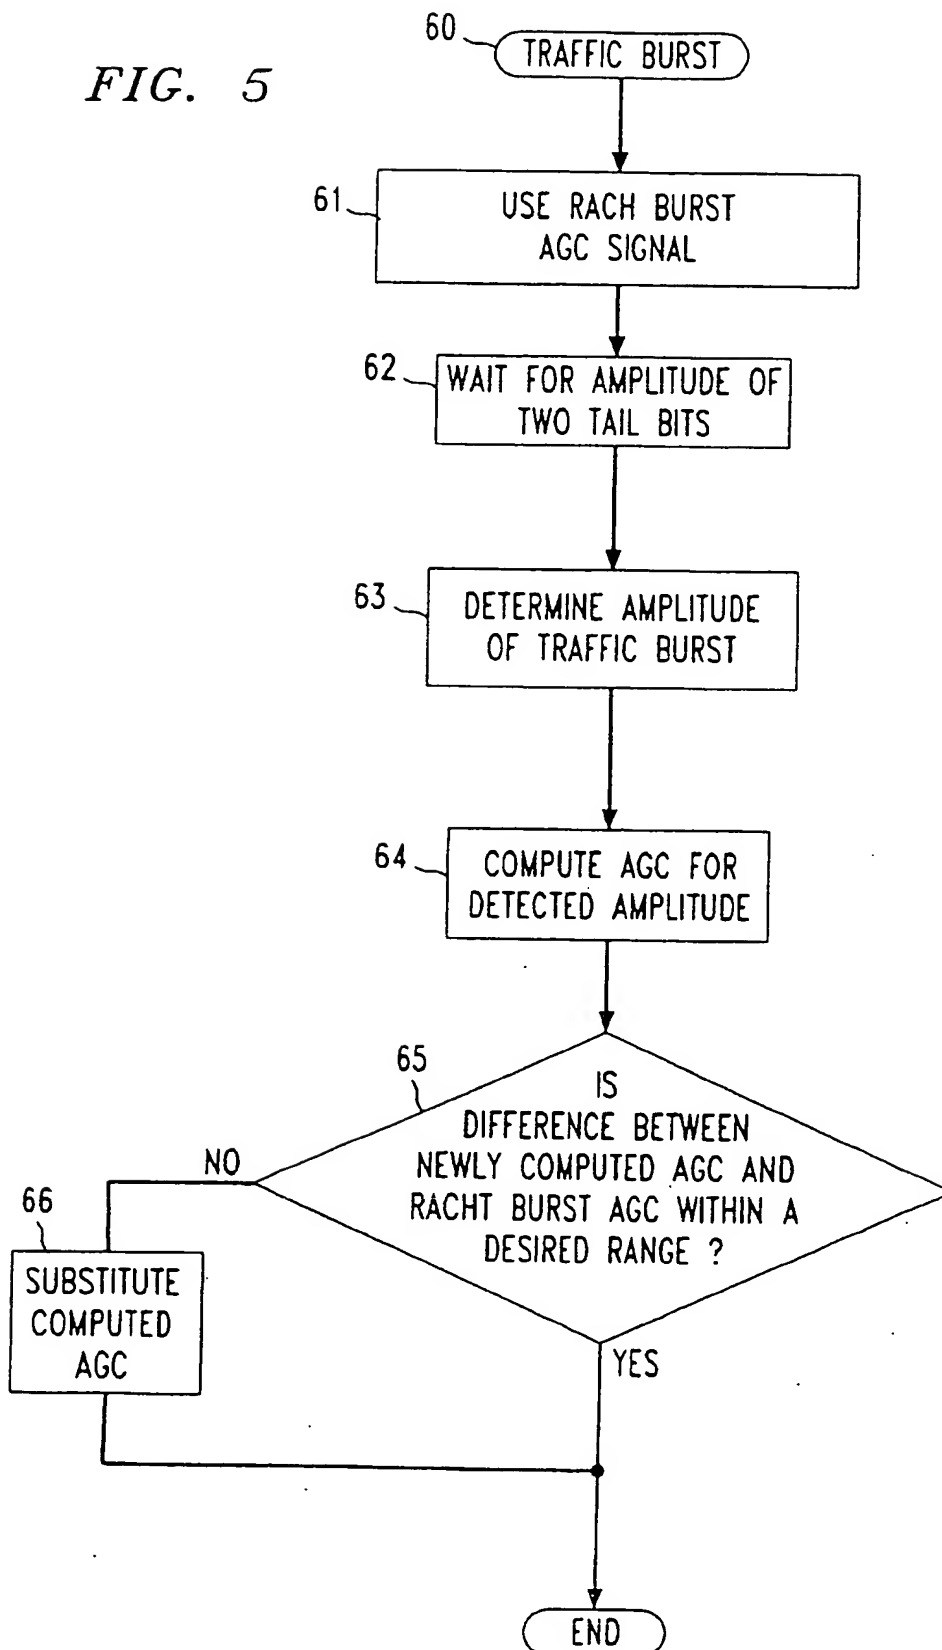 FIG. 5
60
TRAFFIC BURST
61
USE RACH BURST
AGC SIGNAL
62
WAIT FOR AMPLITUDE OF
TWO TAIL BITS
63
DETERMINE AMPLITUDE
OF TRAFFIC BURST
64
COMPUTE AGC FOR
DETECTED AMPLITUDE
65
IS
DIFFERENCE BETWEEN
NEWLY COMPUTED AGC AND
RACHT BURST AGC WITHIN A
DESIRED RANGE ?
NO
66
SUBSTITUTE
COMPUTED
AGC
YES
END